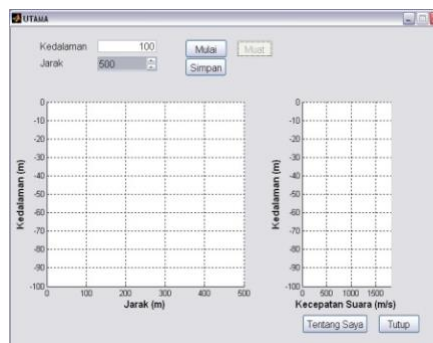 UTAMA
Kedalaman 100 Mulai Muat
Jarak 500 Simpan
Kedalaman (m)
0
-10
-20
-30
-40
-50
-60
-70
-80
-90
-100
0 100 200 300 400 500
Jarak (m)
Kedalaman (m)
0
-10
-20
-30
-40
-50
-60
-70
-80
-90
-100
0 500 1000 1500
Kecepatan Suara (m/s)
Tentang Saya Tutup